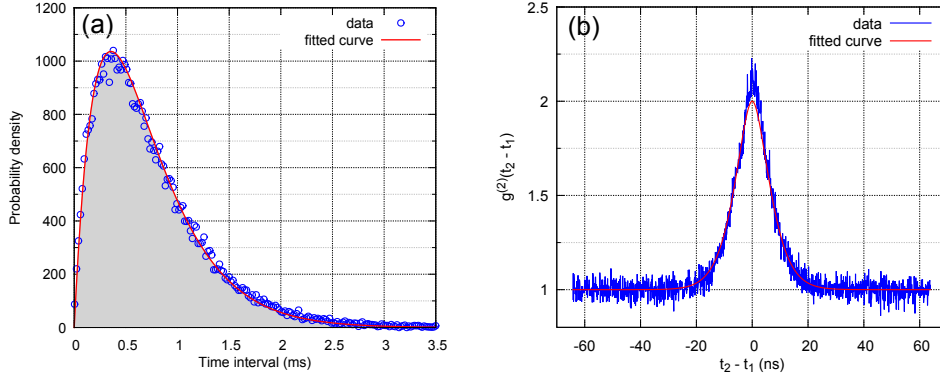 (a)
data
fitted curve
Probability density
1200
1000
800
600
400
200
0
0 0.5 1 1.5 2 2.5 3 3.5
Time interval (ms)
(b)
data
fitted curve
g⁽²⁾(t₂ - t₁)
2.5
2
1.5
1
-60 -40 -20 0 20 40 60
t₂ - t₁ (ns)